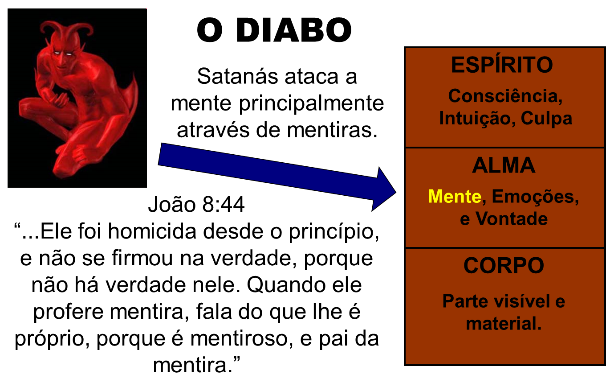 O DIABO
Satanás ataca a
mente principalmente
através de mentiras.
João 8:44
“...Ele foi homicida desde o princípio,
e não se firmou na verdade, porque
não há verdade nele. Quando ele
profere mentira, fala do que lhe é
próprio, porque é mentiroso, e pai da
mentira.”
ESPÍRITO
Consciência,
Intuição, Culpa
ALMA
Mente, Emoções,
e Vontade
CORPO
Parte visível e
material.